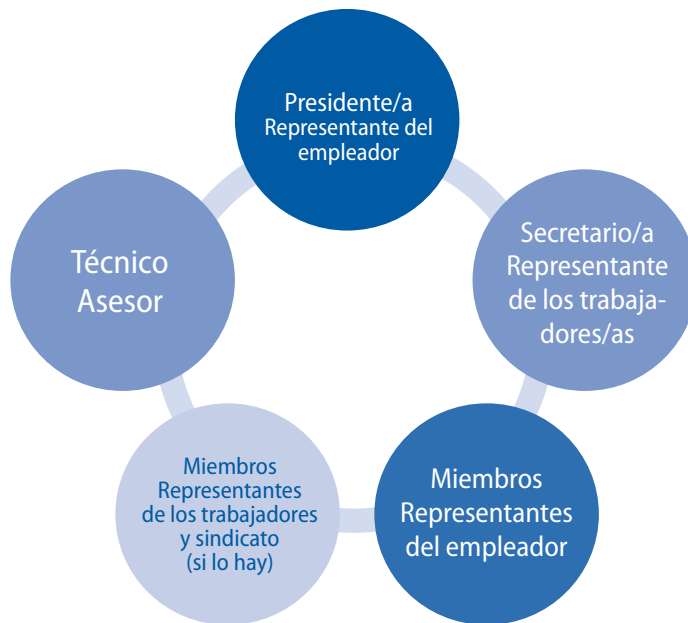 Presidente/a
Representante del
empleador
Secretario/a
Representante
de los trabaja-
dores/as
Miembros
Representantes
del empleador
Miembros
Representantes
de los trabajadores
y sindicato
(si lo hay)
Técnico
Asesor